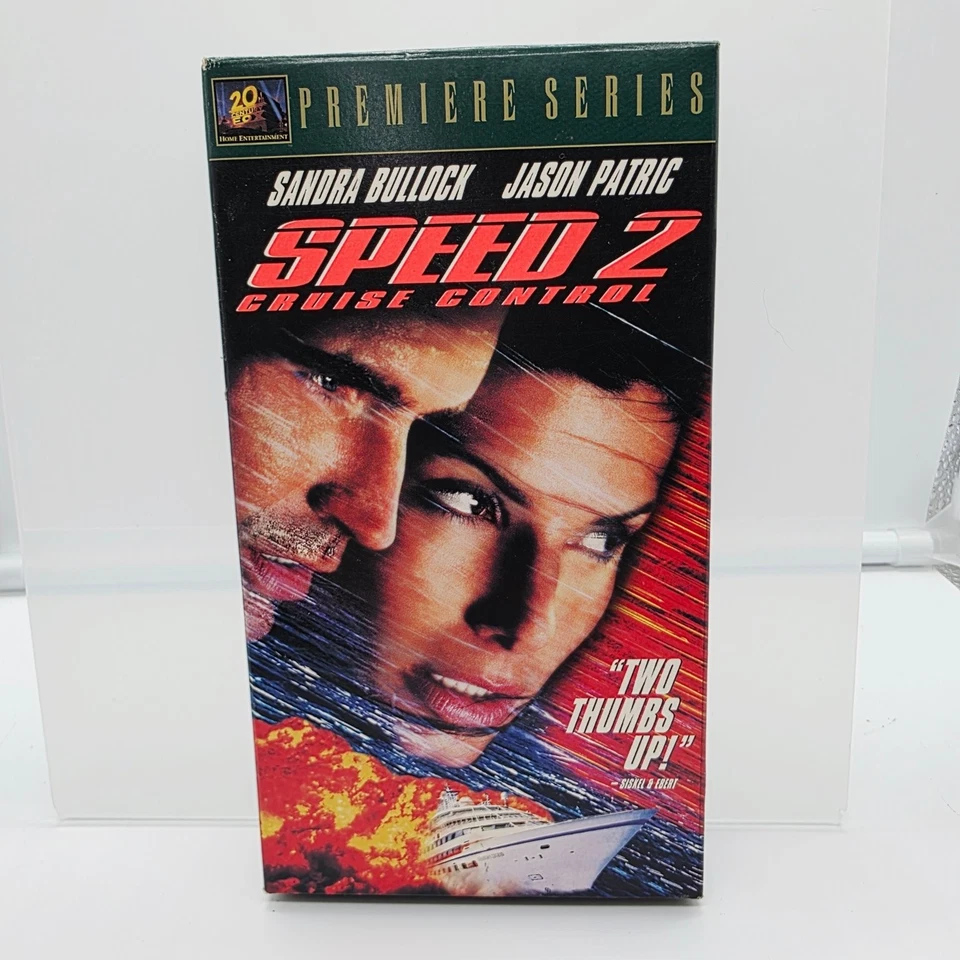 20th
CENTURY
FOX
HOME ENTERTAINMENT
PREMIERE SERIES
SANDRA BULLOCK JASON PATRIC
SPEED 2
CRUISE CONTROL
"TWO
THUMBS
UP!"
— SISKEL & EBERT